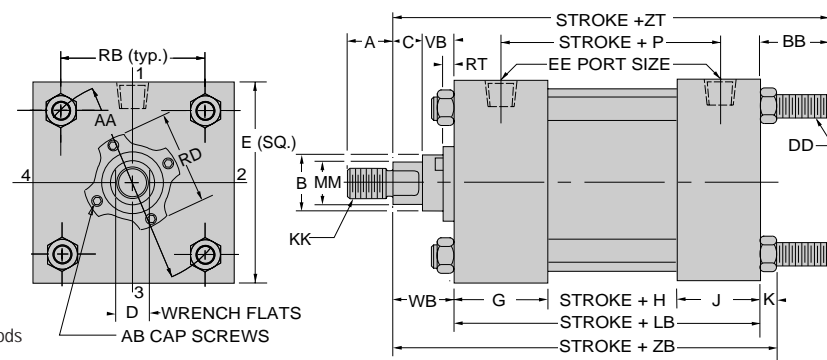 STROKE +ZT
A C VB STROKE + P BB
RB (typ.) RT EE PORT SIZE
1
AA
E (SQ.)
RD
DD
B MM
4 2
KK
3
WB G STROKE + H J K
D WRENCH FLATS STROKE + LB
ods AB CAP SCREWS STROKE + ZB